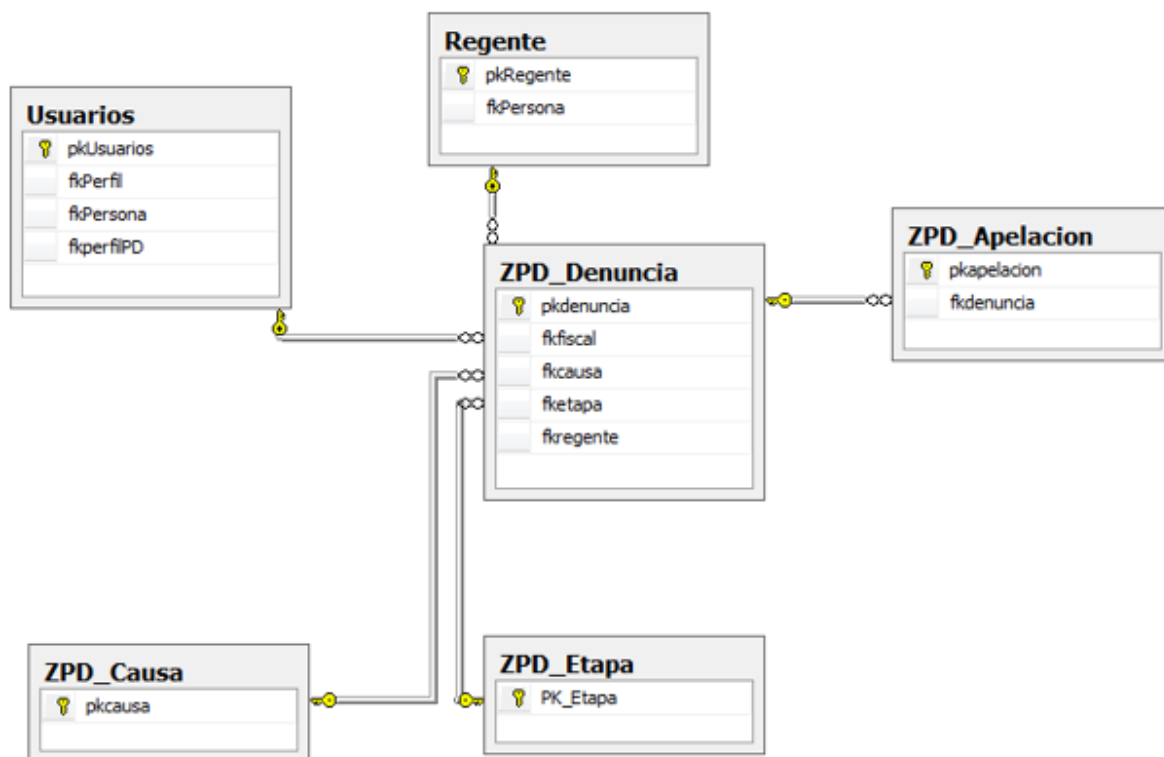 Regente
pkRegente
fkPersona
Usuarios
pkUsuarios
fkPerfil
fkPersona
fkperfilPD
ZPD_Apelacion
pkapelacion
fkdenuncia
ZPD_Denuncia
pkdenuncia
fkfiscal
fkcausa
fketapa
fkregente
ZPD_Causa
pkcausa
ZPD_Etapa
PK_Etapa